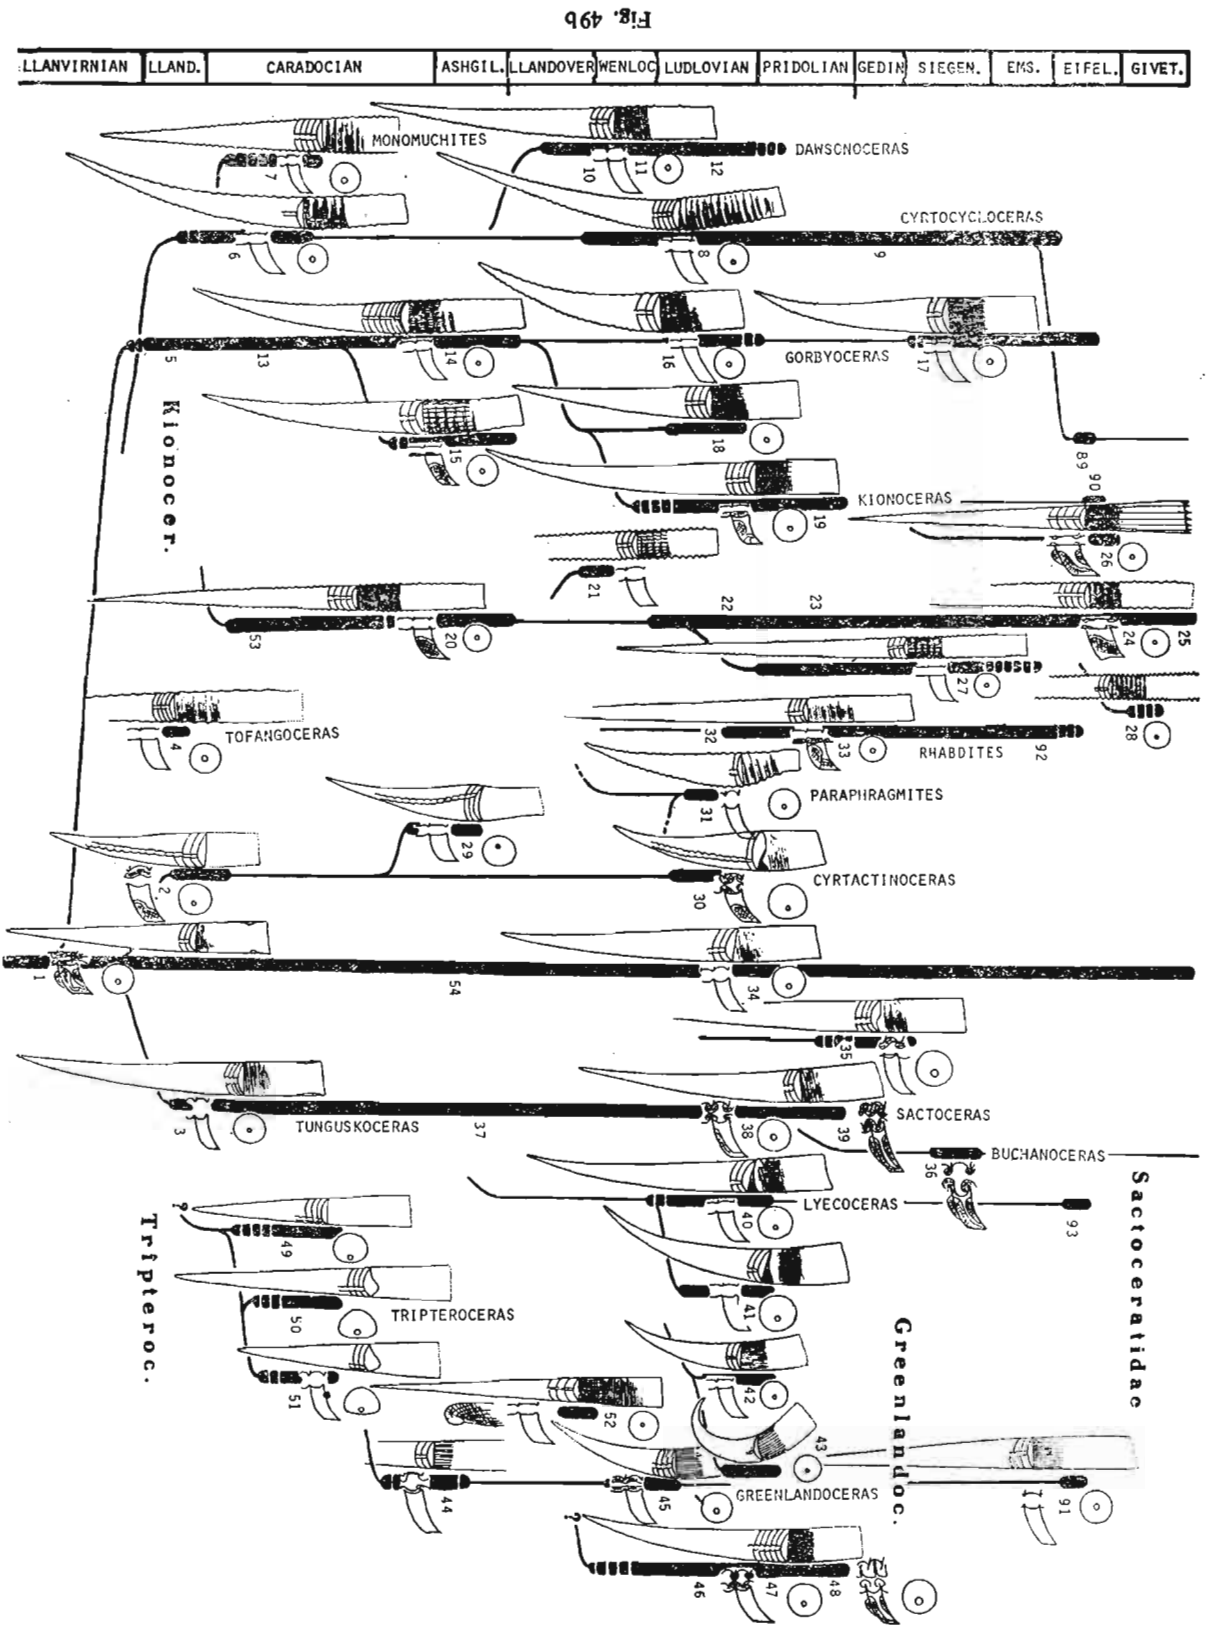 Fig. 49b
LLANVIRNIAN LLAND. CARADOCIAN ASHGIL. LLANDOVER WENLOC LUDLOVIAN PRIDOLIAN GEDIN SIEGEN. EMS. EIFEL. GIVET.
MONOMUCHITES
DAWSONOCERAS
7
10
11
12
CYRTOCYCLOCERAS
6
8
9
5
13
14
16
GORBYOCERAS
17
Kionocer.
15
18
89
90
KIONOCERAS
19
26
21
22
23
53
20
24
25
27
28
4
TOFANGOCERAS
32
33
RHABDITES
92
31
PARAPHRAGMITES
29
2
30
CYRTACTINOCERAS
1
54
34
35
3
TUNGUSKOCERAS
37
38
39
SACTOCERAS
36
BUCHANOCERAS
Sactoceratidae
40
LYECOCERAS
93
?
49
Tripteroc.
41
50
TRIPTEROCERAS
Greenlandoc.
42
51
52
43
44
45
GREENLANDOCERAS
91
?
46
47
48